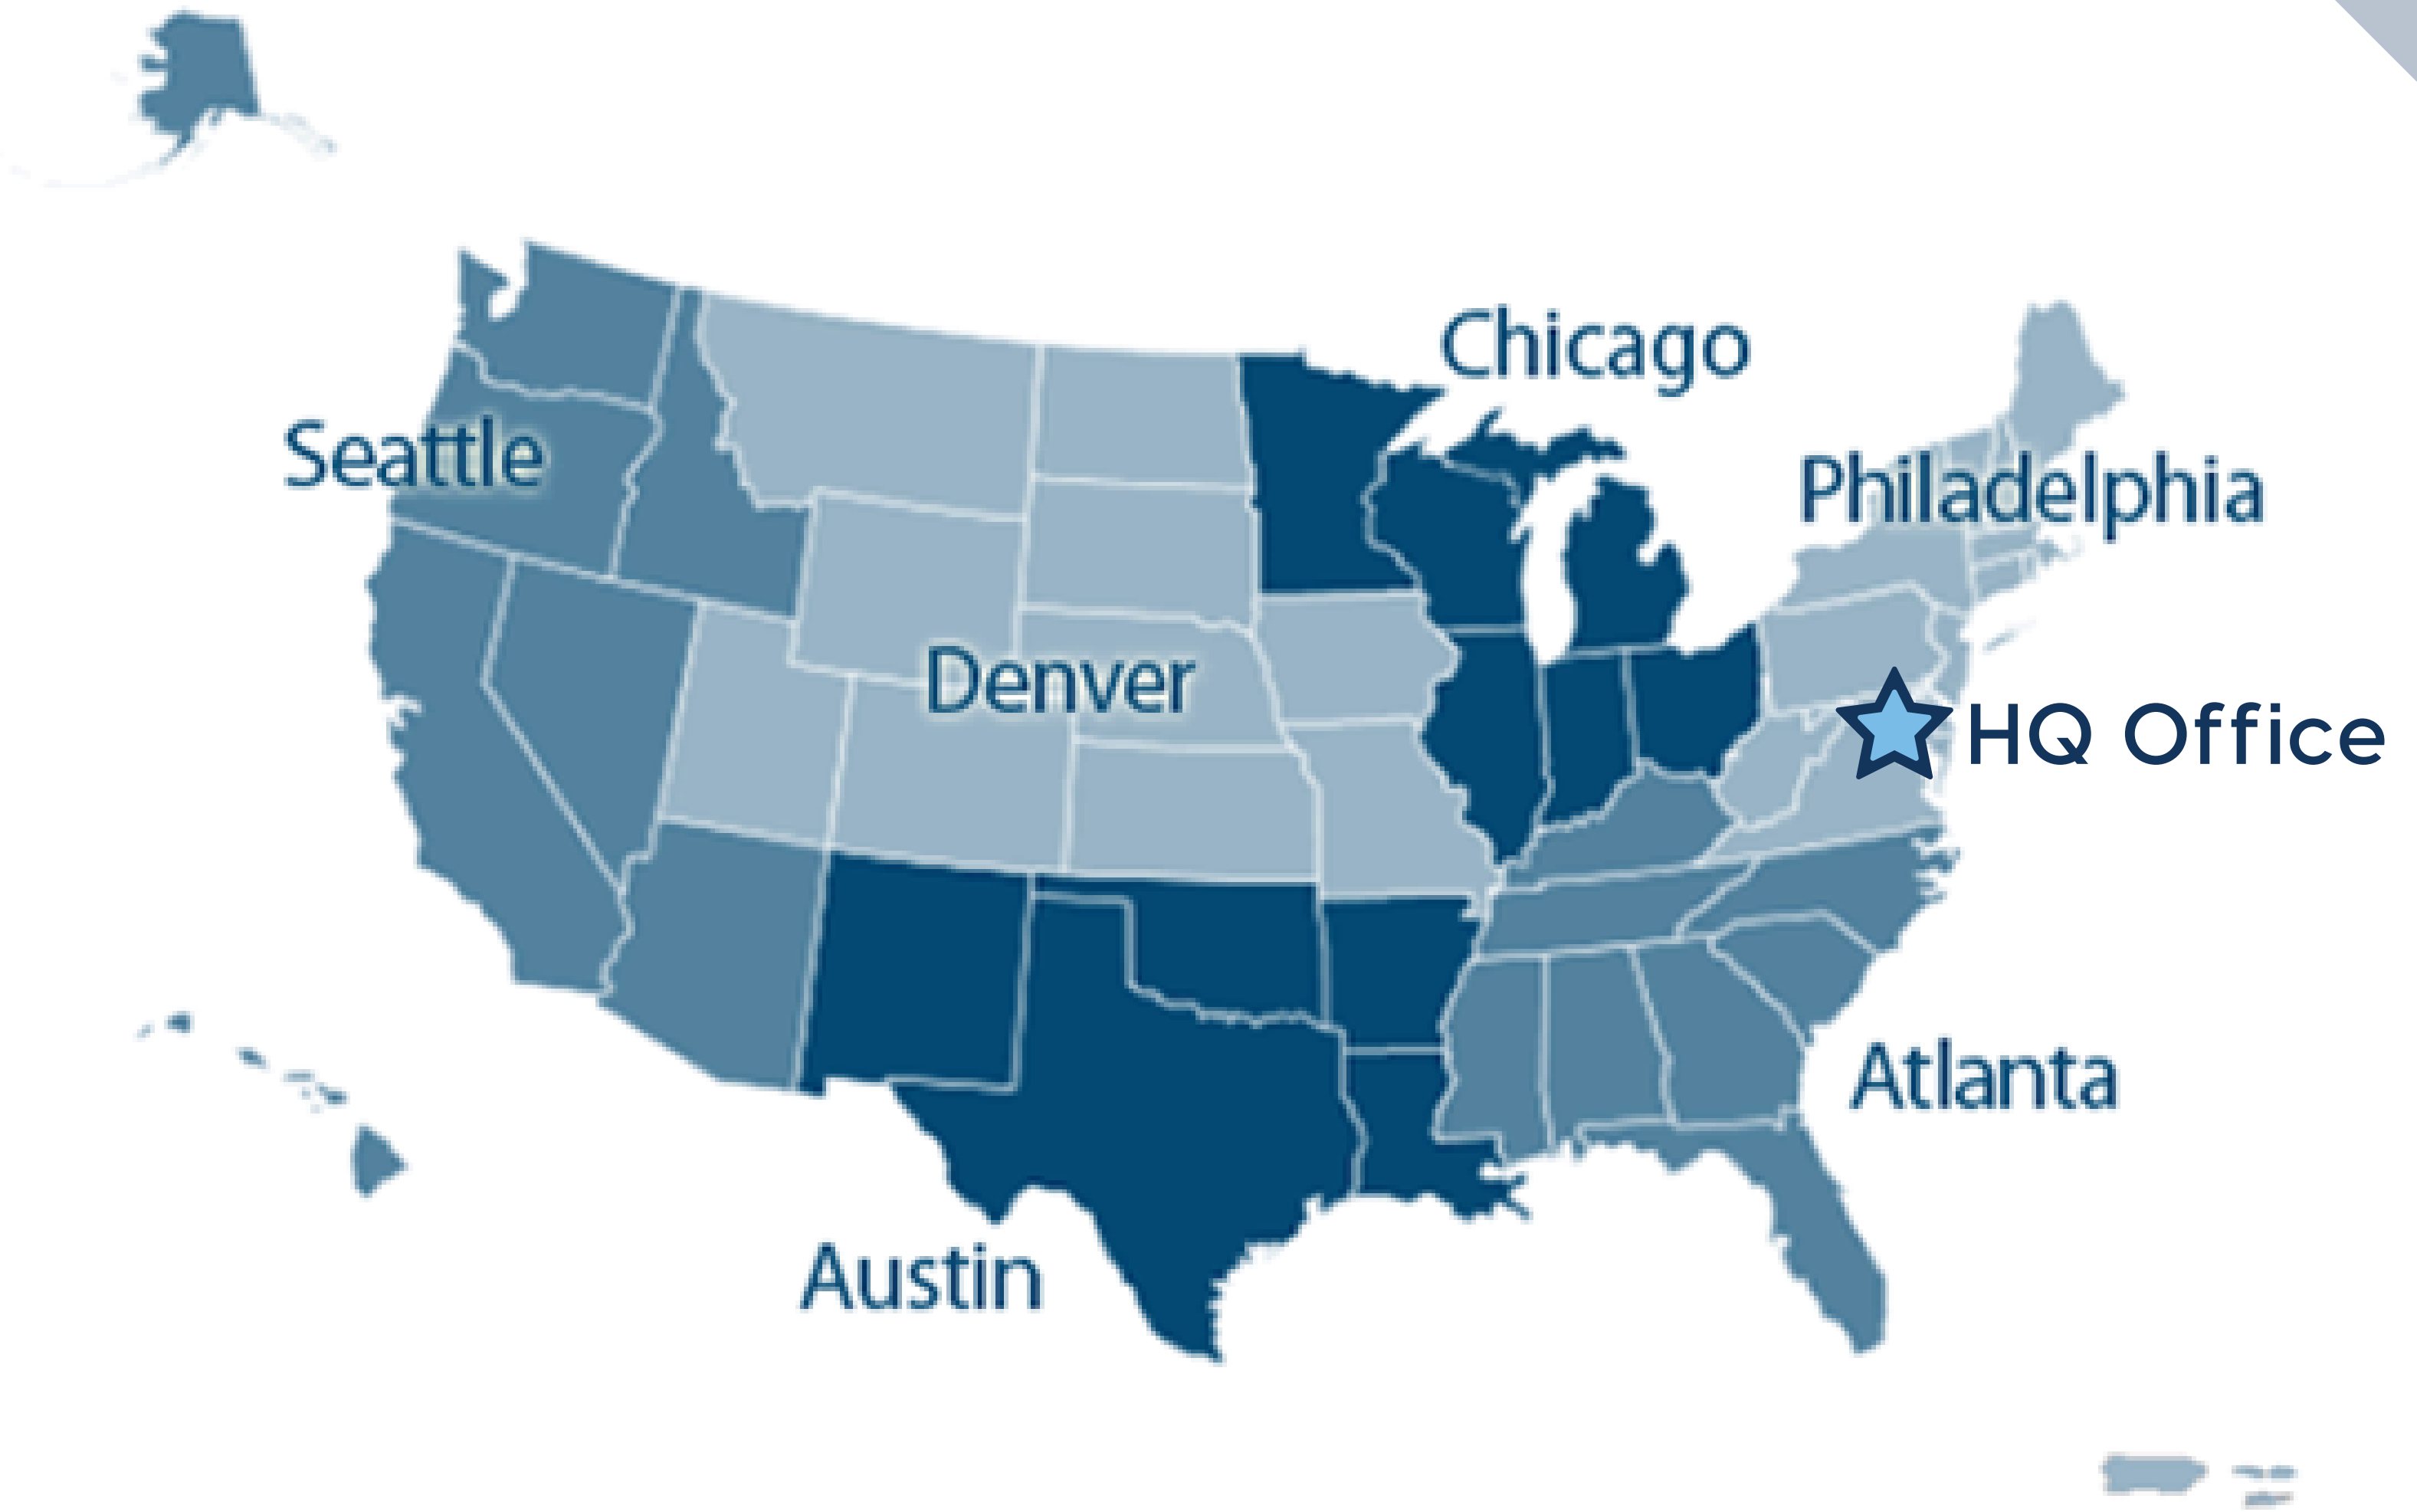 Chicago
Seattle
Philadelphia
Denver
HQ Office
Atlanta
Austin